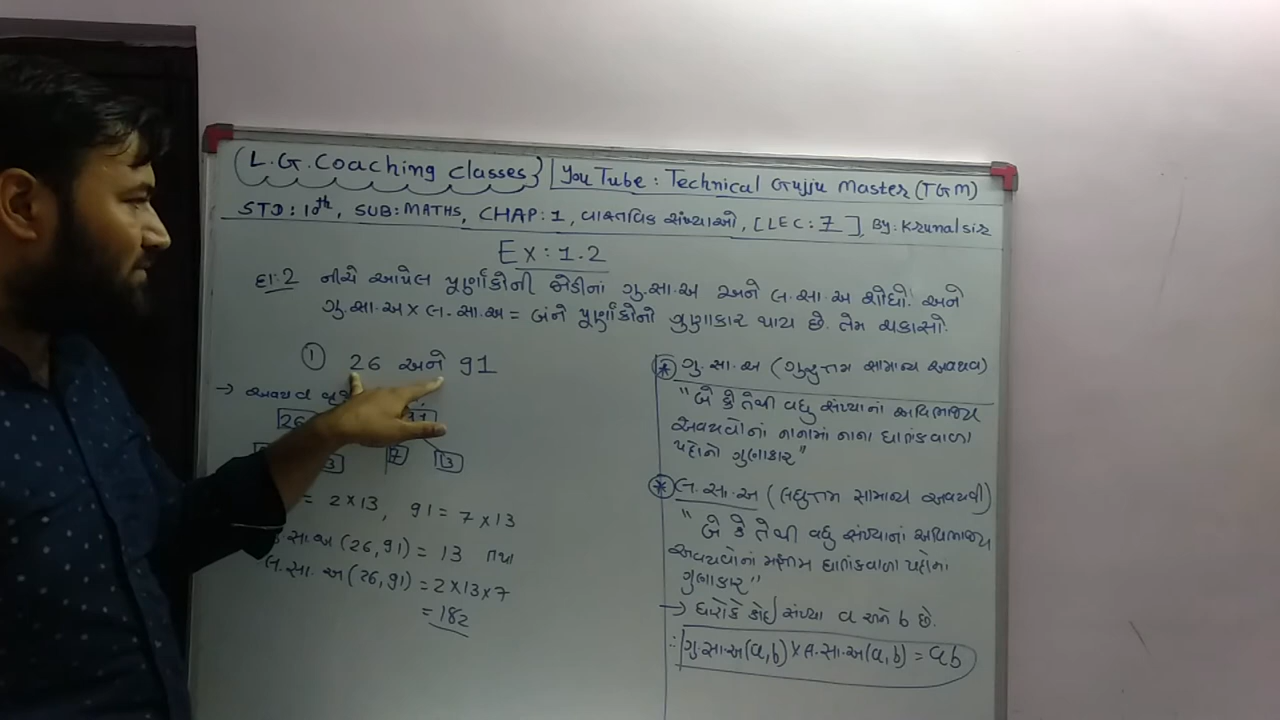 L.G. Coaching Classes | YouTube : Technical Gujju Master (TGM)
STD : 10th, SUB : MATHS, CHAP : 1, વાસ્તવિક સંખ્યાઓ, [LEC : 7], By : Krunal sir
Ex : 1.2
દા.2 નીચે આપેલ પૂર્ણાંકોની જોડીનાં ગુ.સા.અ અને લ.સા.અ શોધો. અને
ગુ.સા.અ × લ.સા.અ = બંને પૂર્ણાંકોનો ગુણાકાર થાય છે. તેમ ચકાસો.
① 26 અને 91
→ અવયવ
26
7 13
= 2 × 13, 91 = 7 × 13
સા.અ (26, 91) = 13 તથા
લ.સા.અ (26, 91) = 2 × 13 × 7
= 182
* ગુ.સા.અ (ગુરુત્તમ સામાન્ય અવયવ)
"બે કે તેથી વધુ સંખ્યાનાં અવિભાજ્ય
અવયવોનાં નાનામાં નાના ઘાતાંકવાળા
પદોનો ગુણાકાર"
* લ.સા.અ (લઘુત્તમ સામાન્ય અવયવી)
"બે કે તેથી વધુ સંખ્યાનાં અવિભાજ્ય
અવયવોનાં મહત્તમ ઘાતાંકવાળા પદોના
ગુણાકાર"
→ ધારોકે કોઈ સંખ્યા a અને b છે.
∴ ગુ.સા.અ(a, b) × લ.સા.અ(a, b) = ab